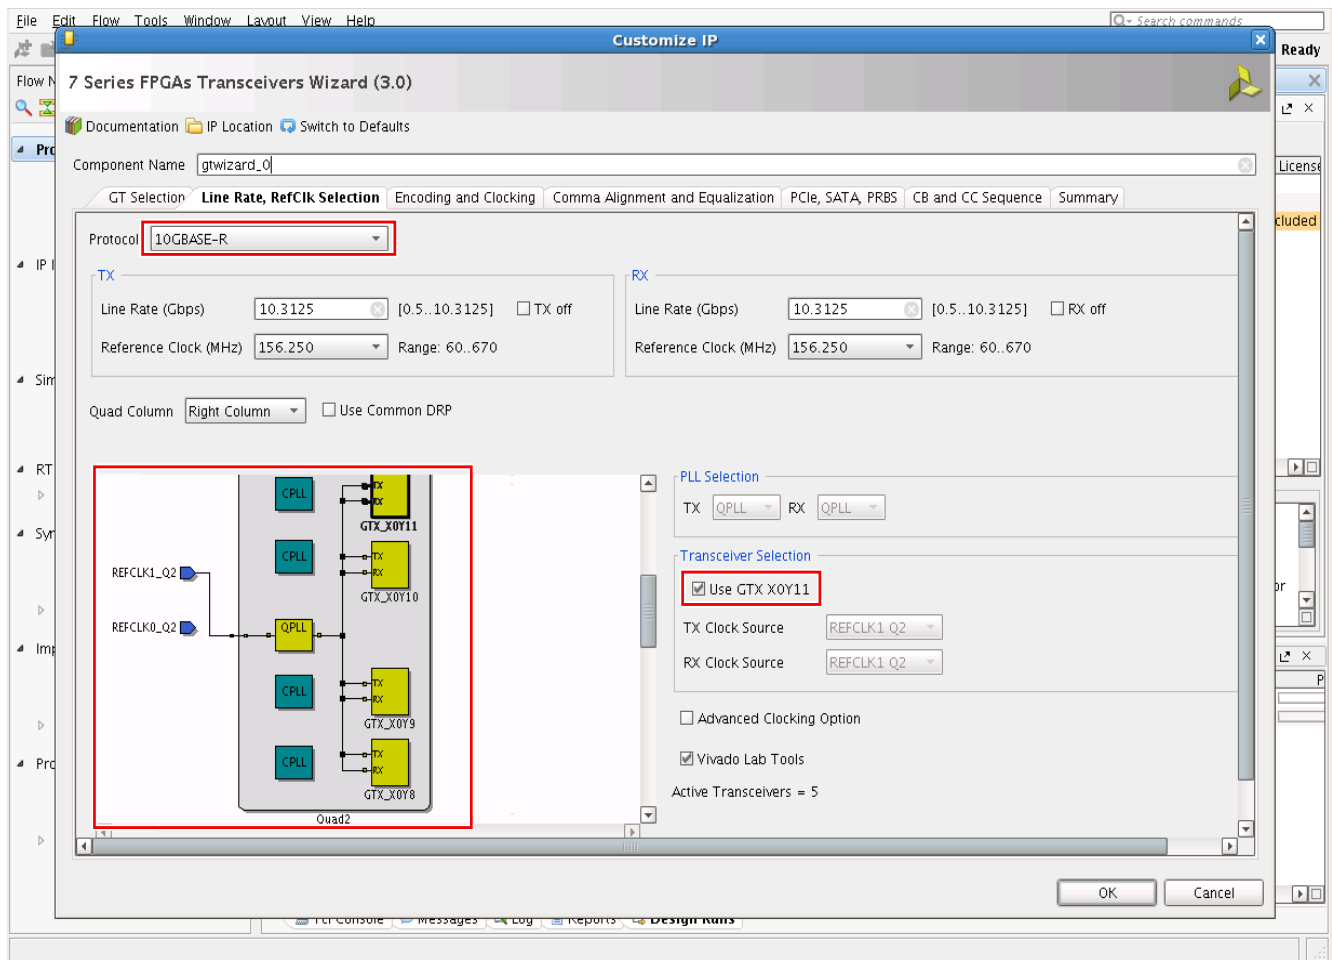 File Edit Flow Tools Window Layout View Help
Search commands
Customize IP
Ready
7 Series FPGAs Transceivers Wizard (3.0)
Flow N
Documentation IP Location Switch to Defaults
Pro
Component Name gtwizard_0
License
GT Selection Line Rate, RefClk Selection Encoding and Clocking Comma Alignment and Equalization PCIe, SATA, PRBS CB and CC Sequence Summary
cluded
Protocol 10GBASE-R
IP I
TX
RX
Line Rate (Gbps) 10.3125 [0.5..10.3125] TX off
Line Rate (Gbps) 10.3125 [0.5..10.3125] RX off
Reference Clock (MHz) 156.250 Range: 60..670
Reference Clock (MHz) 156.250 Range: 60..670
Sim
Quad Column Right Column Use Common DRP
RT
PLL Selection
TX QPLL RX QPLL
CPLL
TX
RX
GTX_X0Y11
Syn
Transceiver Selection
CPLL
TX
RX
GTX_X0Y10
REFCLK1_Q2
Use GTX X0Y11
or
REFCLK0_Q2
QPLL
TX Clock Source REFCLK1 Q2
Imp
RX Clock Source REFCLK1 Q2
P
CPLL
TX
RX
GTX_X0Y9
Advanced Clocking Option
Pro
CPLL
TX
RX
GTX_X0Y8
Vivado Lab Tools
Active Transceivers = 5
Quad2
OK Cancel
Tcl Console Messages Log Reports Design Runs